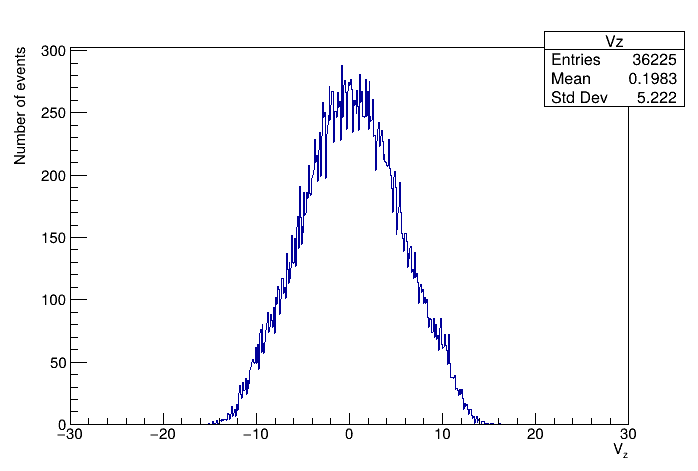 Vz
Entries 36225
Mean 0.1983
Std Dev 5.222
Number of events
300
250
200
150
100
50
0
−30 −20 −10 0 10 20 30
V_z